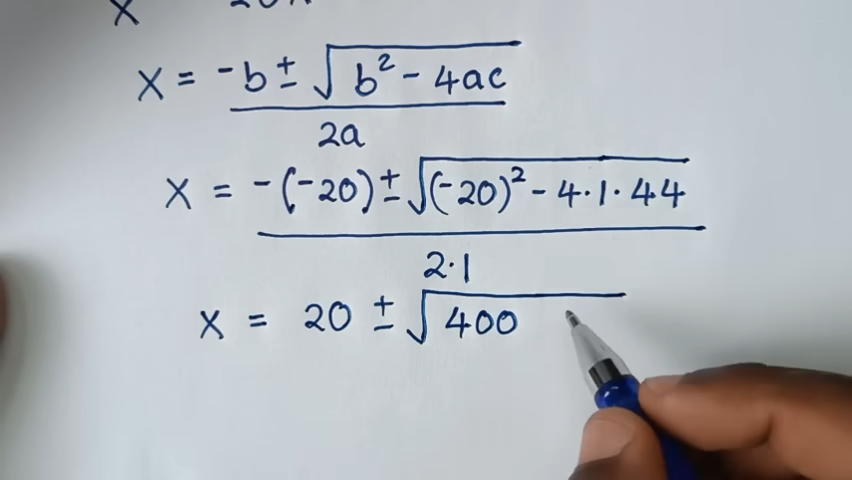 x = -b ± √(b² - 4ac)
2a
x = -(-20) ± √((-20)² - 4·1·44)
2·1
x = 20 ± √(400